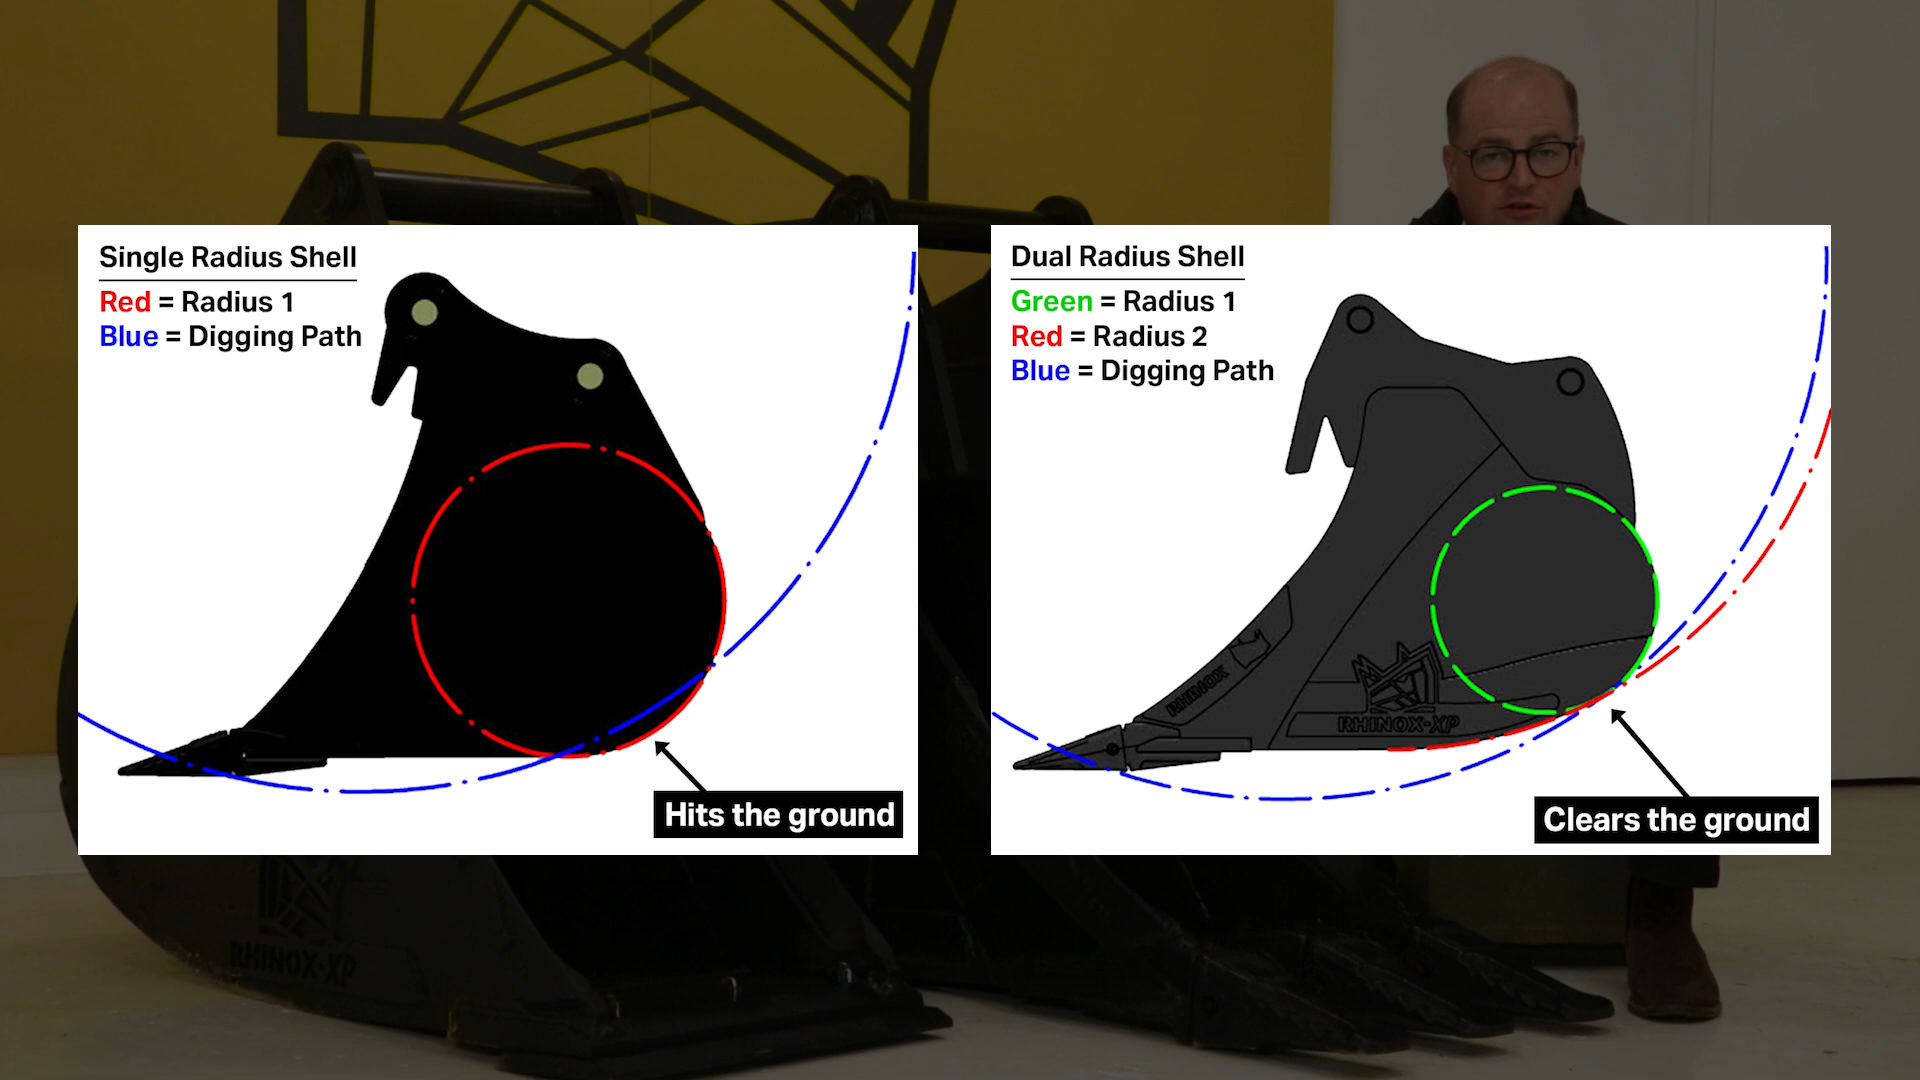 Single Radius Shell
Red = Radius 1
Blue = Digging Path
Hits the ground
Dual Radius Shell
Green = Radius 1
Red = Radius 2
Blue = Digging Path
RHINOX
RHINOX-XP
Clears the ground
RHINOX-XP